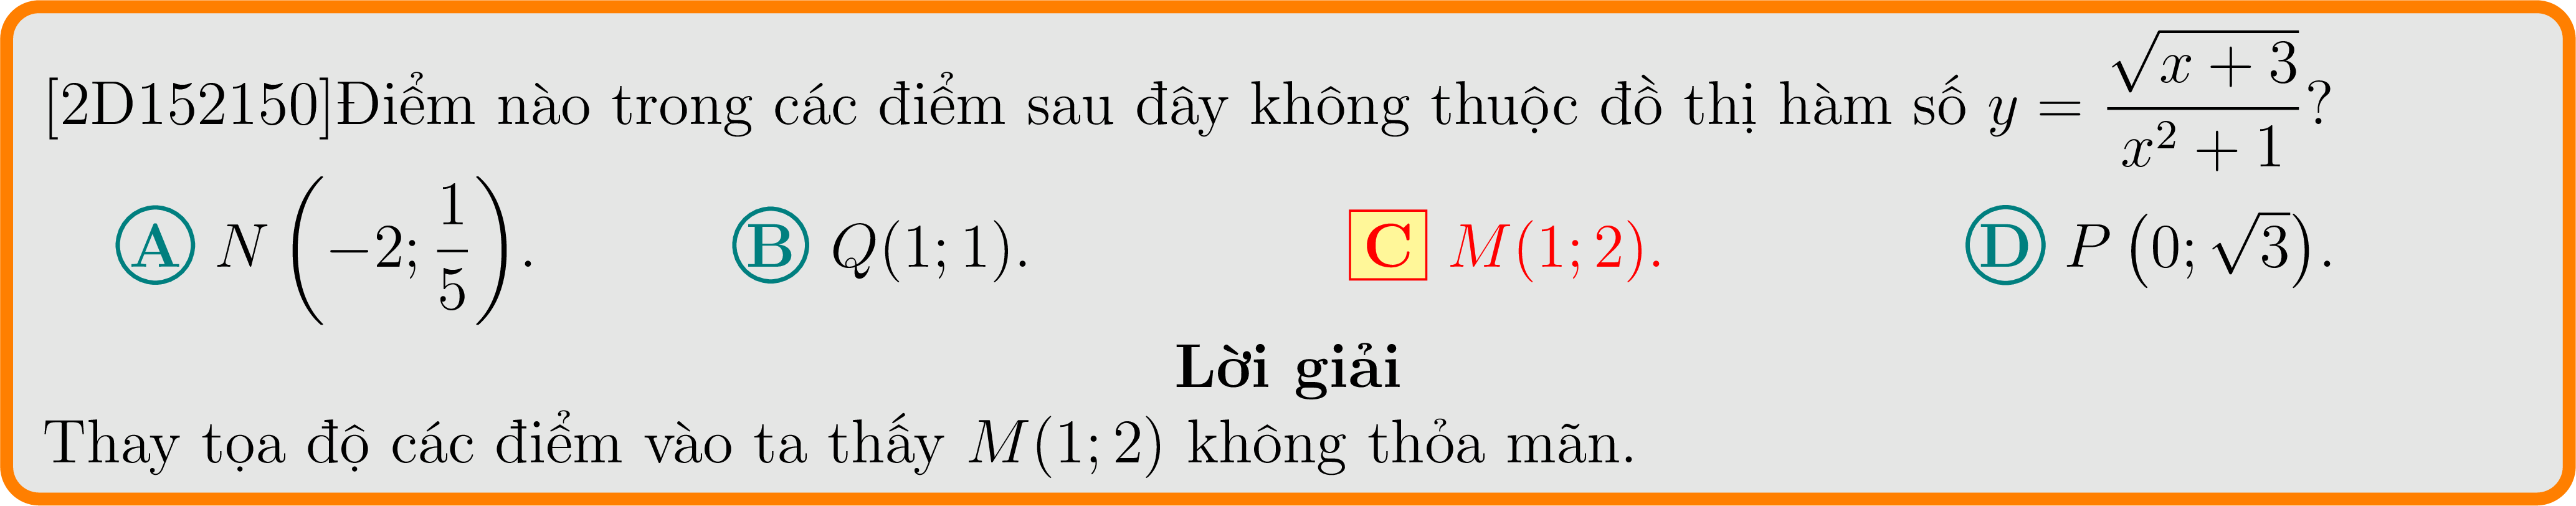 [2D152150]Điểm nào trong các điểm sau đây không thuộc đồ thị hàm số $y = \dfrac{\sqrt{x+3}}{x^2+1}$?
A $N\left(-2; \dfrac{1}{5}\right)$. B $Q(1; 1)$. C $M(1; 2)$. D $P\left(0; \sqrt{3}\right)$.
Lời giải
Thay tọa độ các điểm vào ta thấy $M(1; 2)$ không thỏa mãn.